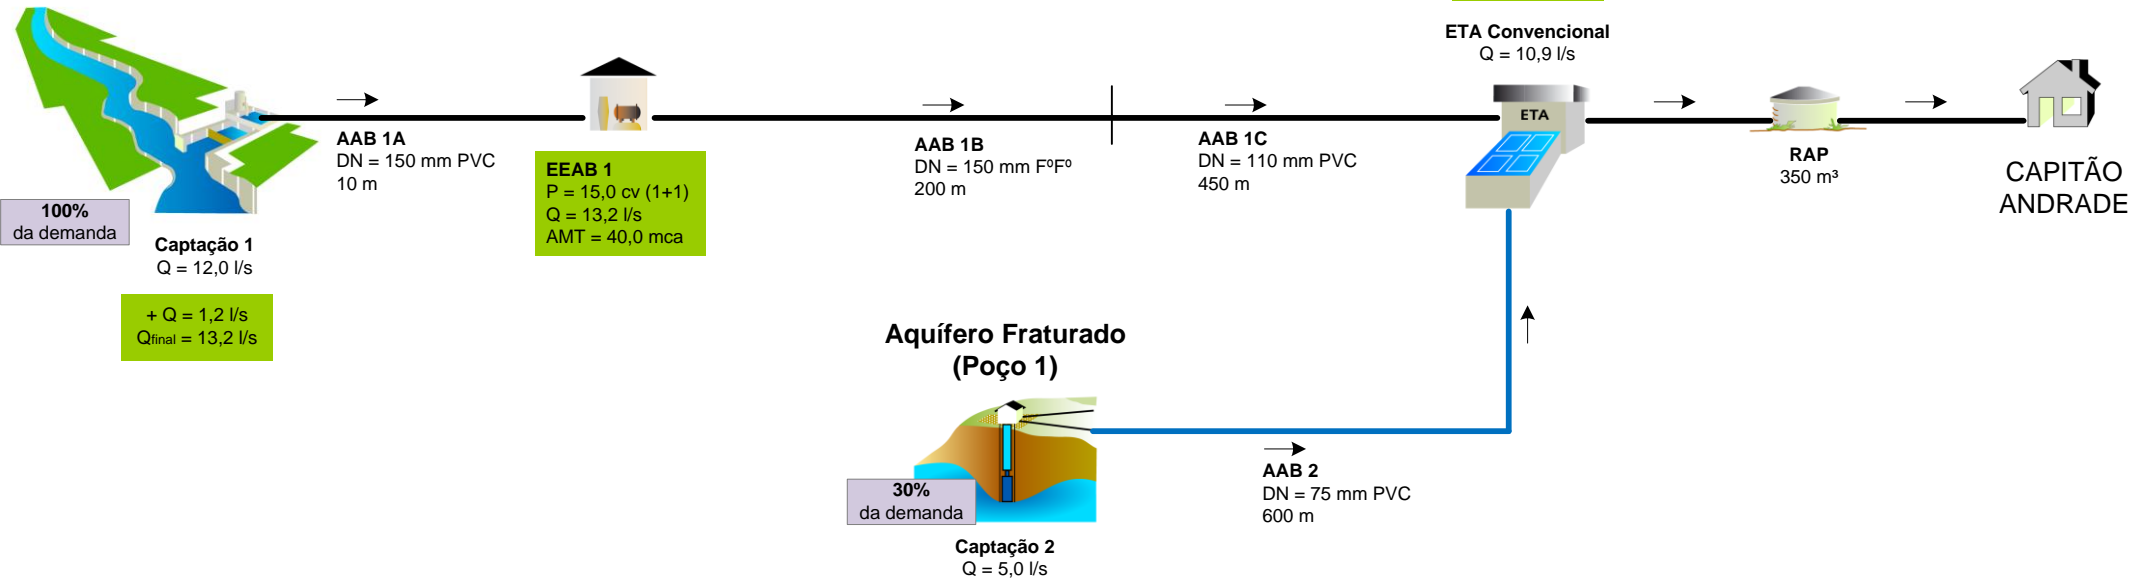 ETA Convencional
Q = 10,9 l/s
ETA
AAB 1A
DN = 150 mm PVC
10 m
EEAB 1
P = 15,0 cv (1+1)
Q = 13,2 l/s
AMT = 40,0 mca
AAB 1B
DN = 150 mm FºFº
200 m
AAB 1C
DN = 110 mm PVC
450 m
RAP
350 m³
CAPITÃO
ANDRADE
100%
da demanda
Captação 1
Q = 12,0 l/s
+ Q = 1,2 l/s
Qfinal = 13,2 l/s
Aquífero Fraturado
(Poço 1)
30%
da demanda
Captação 2
Q = 5,0 l/s
AAB 2
DN = 75 mm PVC
600 m